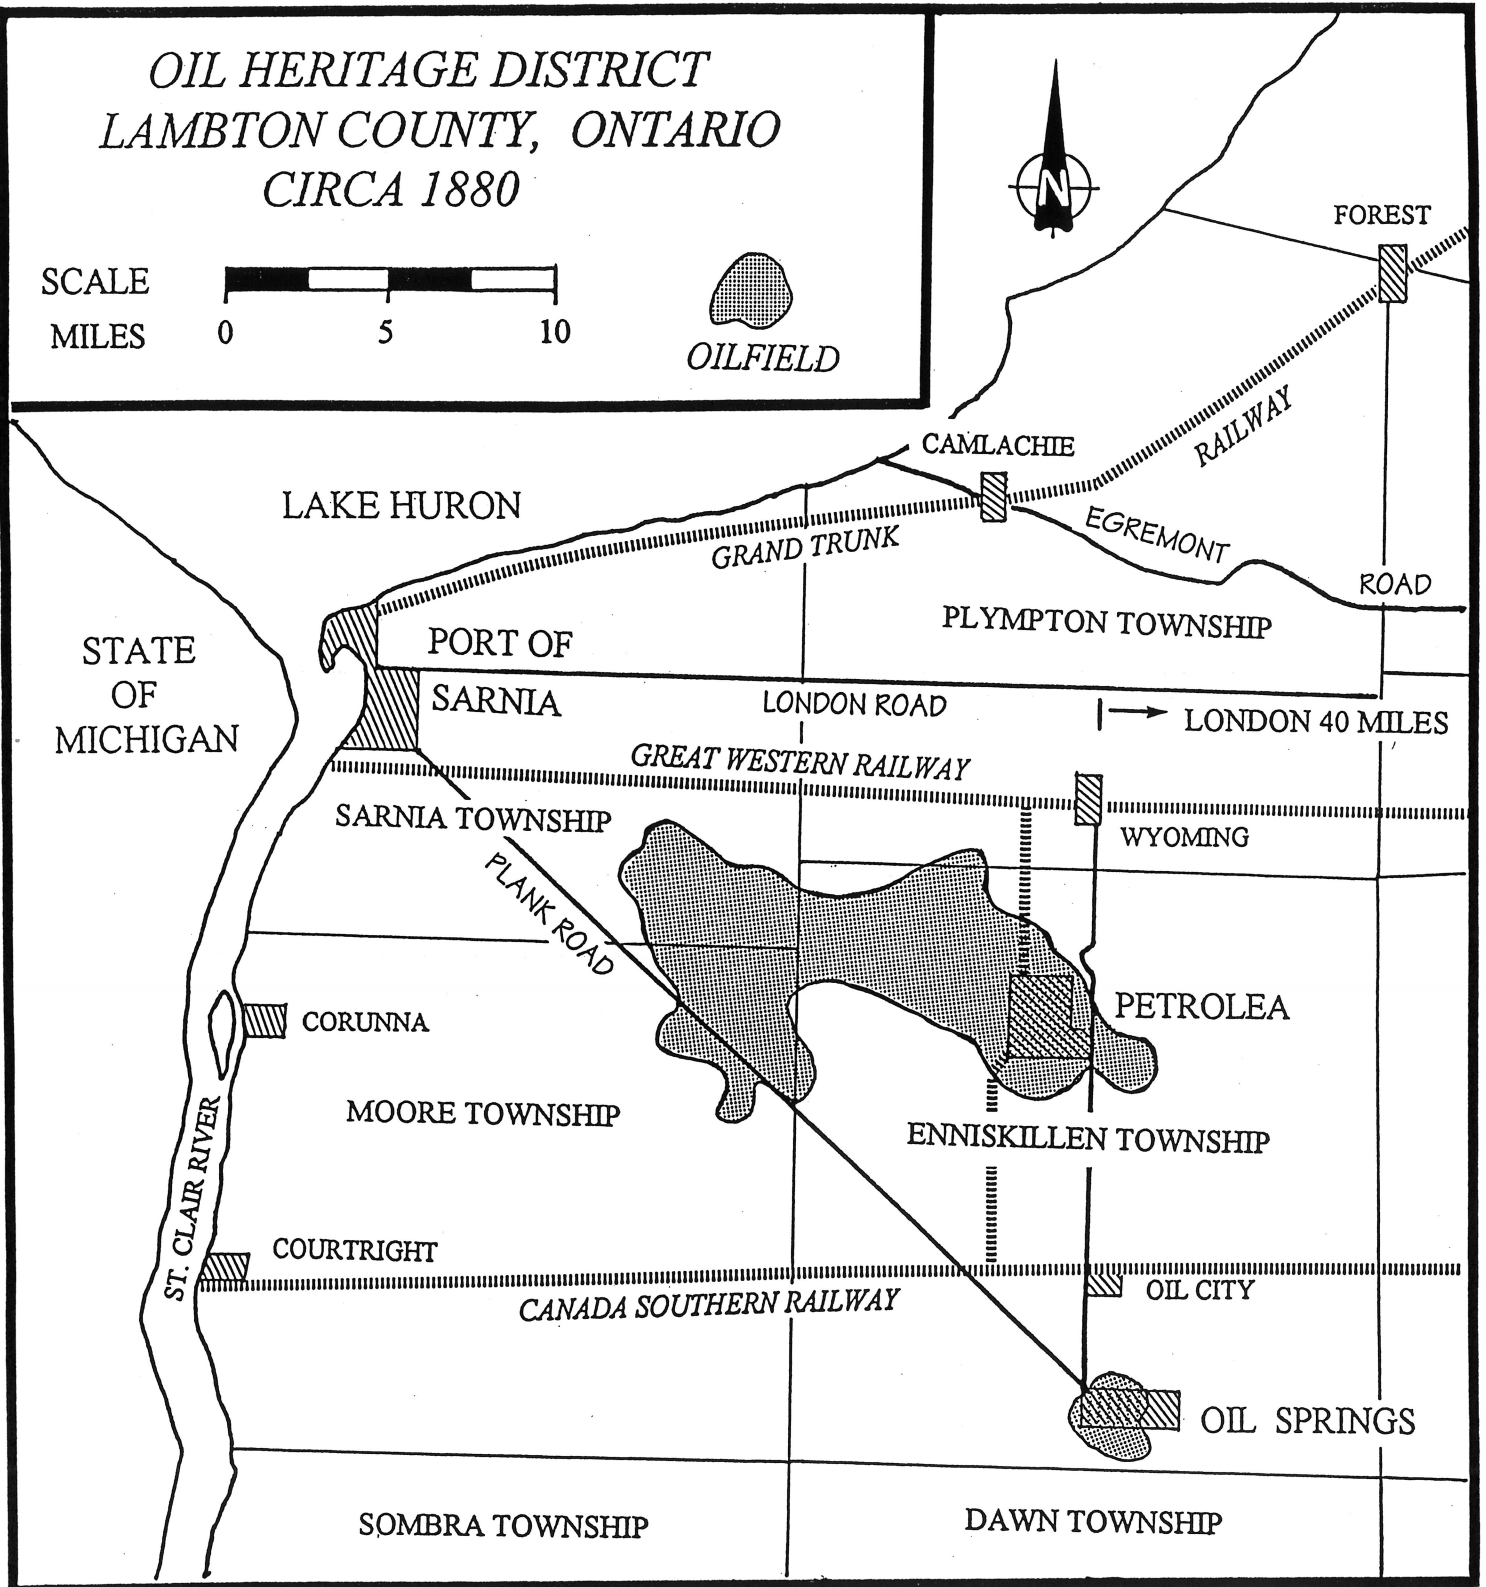 OIL HERITAGE DISTRICT
LAMBTON COUNTY, ONTARIO
CIRCA 1880
SCALE
MILES
0 5 10
OILFIELD
N
FOREST
RAILWAY
CAMLACHIE
LAKE HURON
GRAND TRUNK
EGREMONT
ROAD
PLYMPTON TOWNSHIP
STATE
OF
MICHIGAN
PORT OF
SARNIA
LONDON ROAD
LONDON 40 MILES
GREAT WESTERN RAILWAY
SARNIA TOWNSHIP
WYOMING
PLANK ROAD
PETROLEA
CORUNNA
MOORE TOWNSHIP
ENNISKILLEN TOWNSHIP
ST. CLAIR RIVER
COURTRIGHT
CANADA SOUTHERN RAILWAY
OIL CITY
OIL SPRINGS
SOMBRA TOWNSHIP
DAWN TOWNSHIP